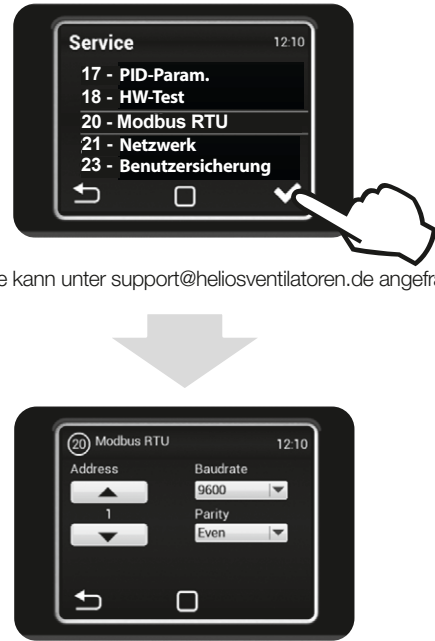 Service 12:10
17 - PID-Param.
18 - HW-Test
20 - Modbus RTU
21 - Netzwerk
23 - Benutzersicherung
e kann unter support@heliosventilatoren.de angefra
20 Modbus RTU 12:10
Address Baudrate
9600
1 Parity
Even